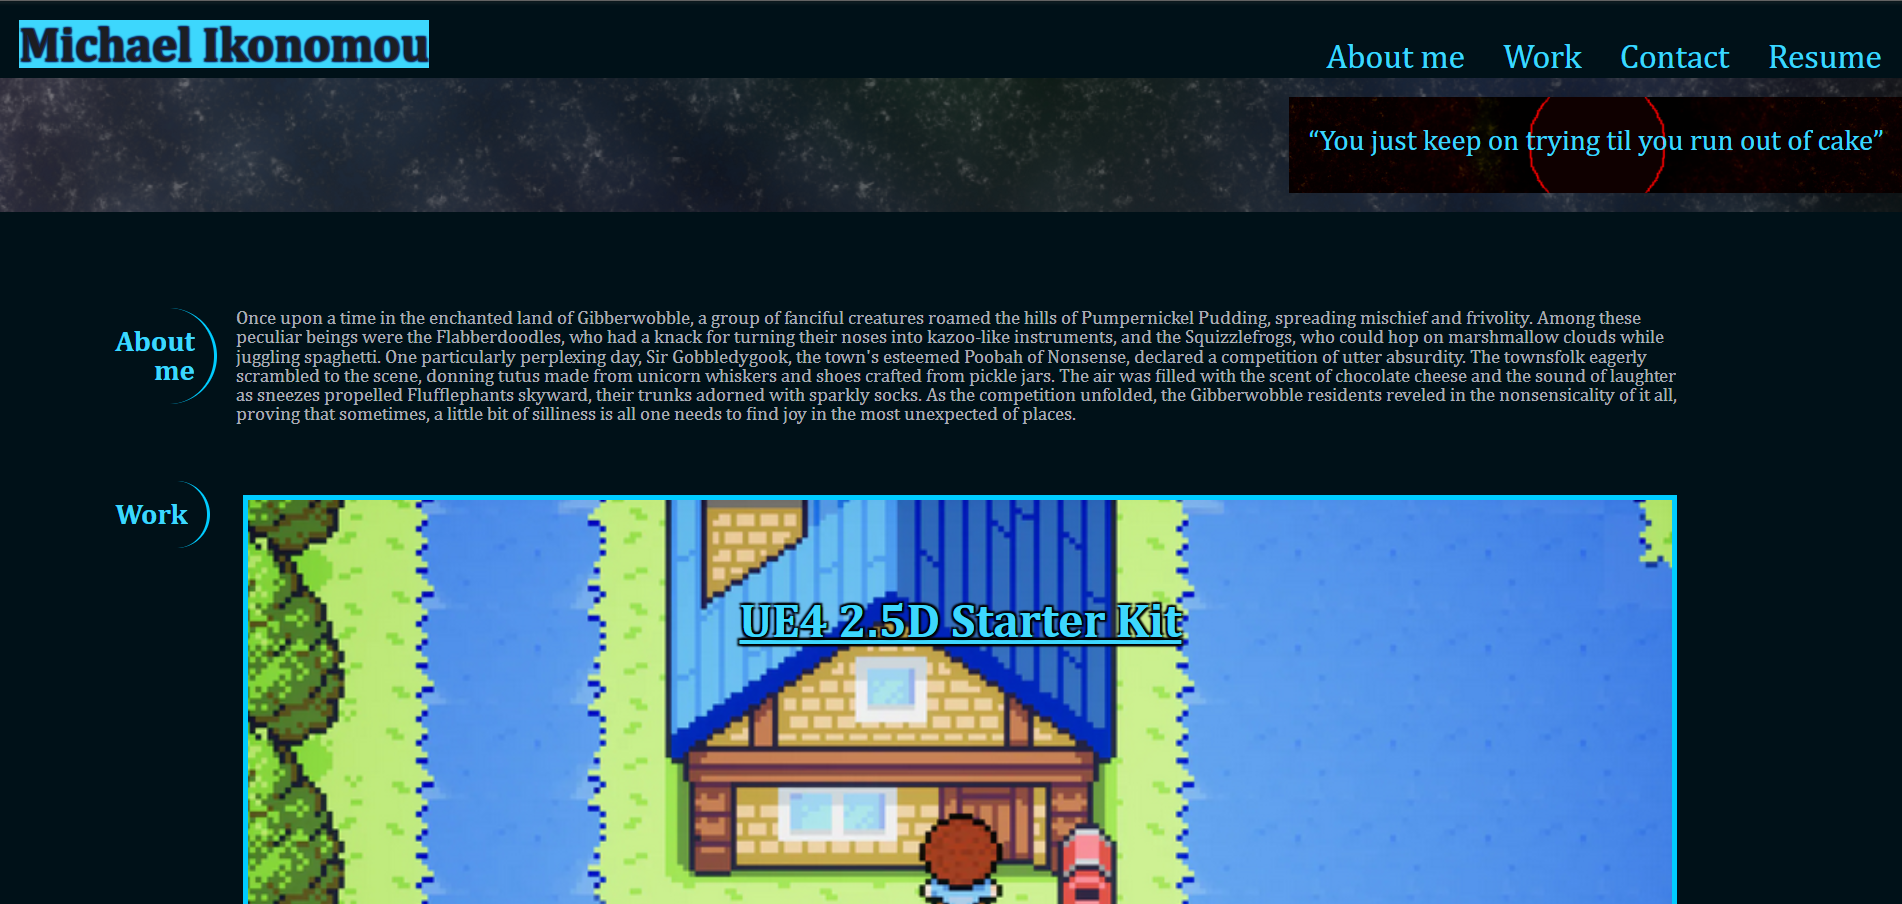 Michael Ikonomou
About me Work Contact Resume
“You just keep on trying til you run out of cake”
About
me
Once upon a time in the enchanted land of Gibberwobble, a group of fanciful creatures roamed the hills of Pumpernickel Pudding, spreading mischief and frivolity. Among these
peculiar beings were the Flabberdoodles, who had a knack for turning their noses into kazoo-like instruments, and the Squizzlefrogs, who could hop on marshmallow clouds while
juggling spaghetti. One particularly perplexing day, Sir Gobbledygook, the town's esteemed Poobah of Nonsense, declared a competition of utter absurdity. The townsfolk eagerly
scrambled to the scene, donning tutus made from unicorn whiskers and shoes crafted from pickle jars. The air was filled with the scent of chocolate cheese and the sound of laughter
as sneezes propelled Flufflephants skyward, their trunks adorned with sparkly socks. As the competition unfolded, the Gibberwobble residents reveled in the nonsensicality of it all,
proving that sometimes, a little bit of silliness is all one needs to find joy in the most unexpected of places.
Work
UE4 2.5D Starter Kit